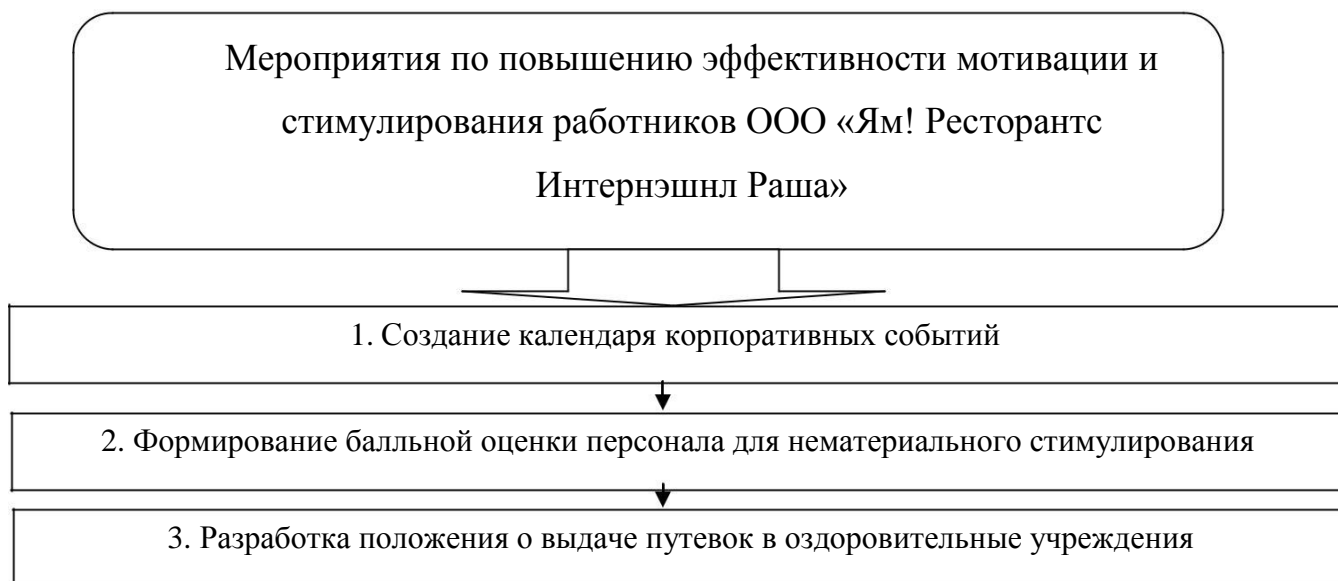 Мероприятия по повышению эффективности мотивации и
стимулирования работников ООО «Ям! Ресторантс
Интернэшнл Раша»
1. Создание календаря корпоративных событий
2. Формирование балльной оценки персонала для нематериального стимулирования
3. Разработка положения о выдаче путевок в оздоровительные учреждения